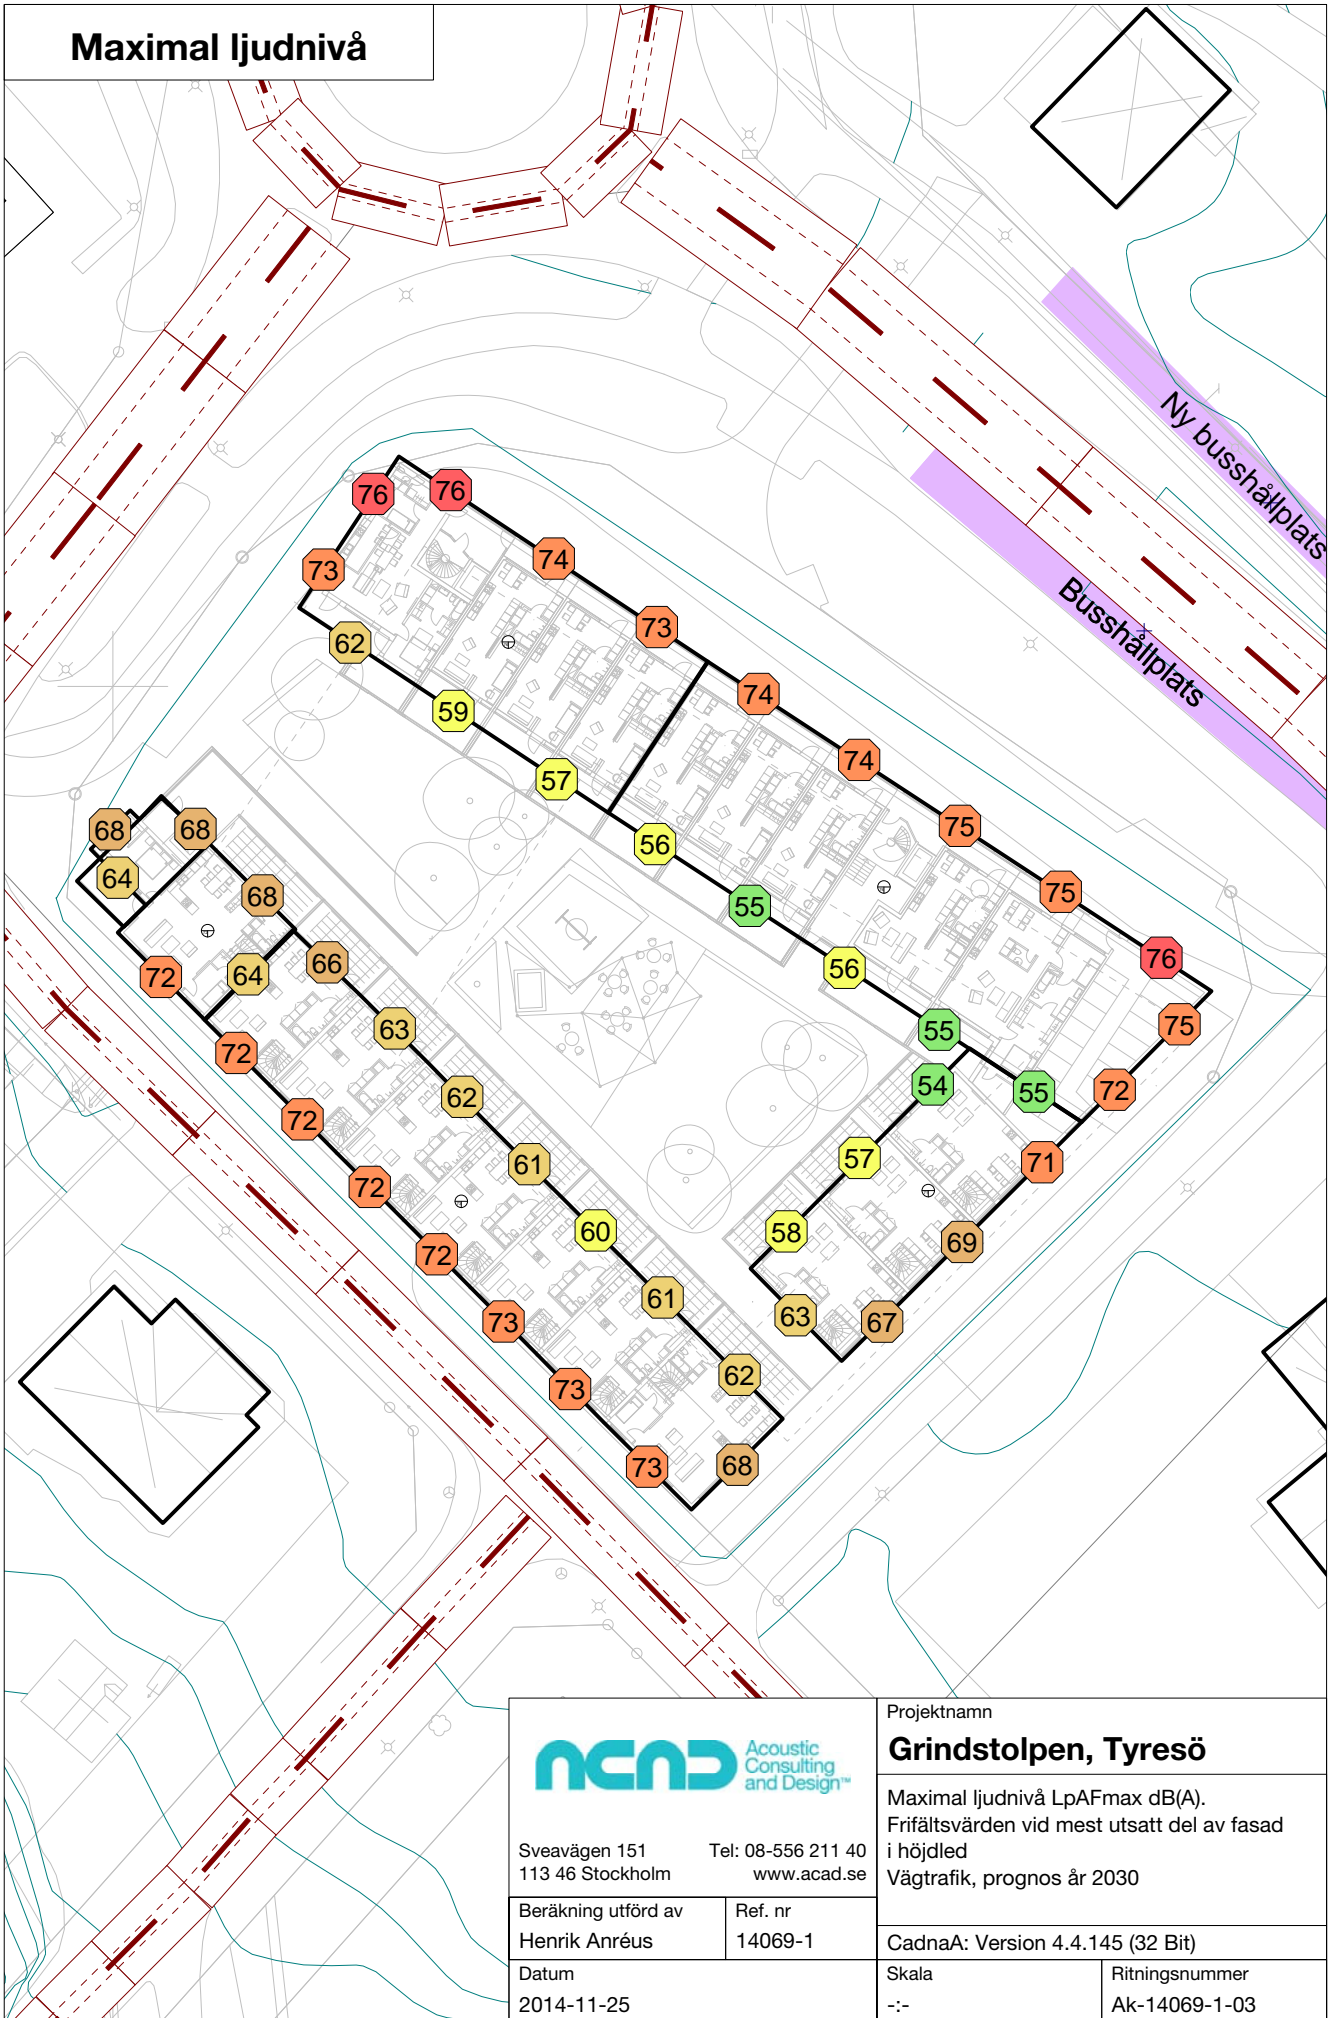 Maximal ljudnivå
Ny busshållplats
Busshållplats
76
76
73
74
62
73
59
74
57
74
56
75
55
75
56
76
55
75
54
55
72
57
71
58
69
63
67
68
68
64
68
72
64
66
72
63
72
62
72
61
72
60
73
61
73
62
73
68
ACAD
Acoustic
Consulting
and Design™
Sveavägen 151
113 46 Stockholm
Tel: 08-556 211 40
www.acad.se
Beräkning utförd av
Henrik Anréus
Ref. nr
14069-1
Datum
2014-11-25
Projektnamn
Grindstolpen, Tyresö
Maximal ljudnivå LpAFmax dB(A).
Frifältsvärden vid mest utsatt del av fasad
i höjdled
Vägtrafik, prognos år 2030
CadnaA: Version 4.4.145 (32 Bit)
Skala
-:-
Ritningsnummer
Ak-14069-1-03